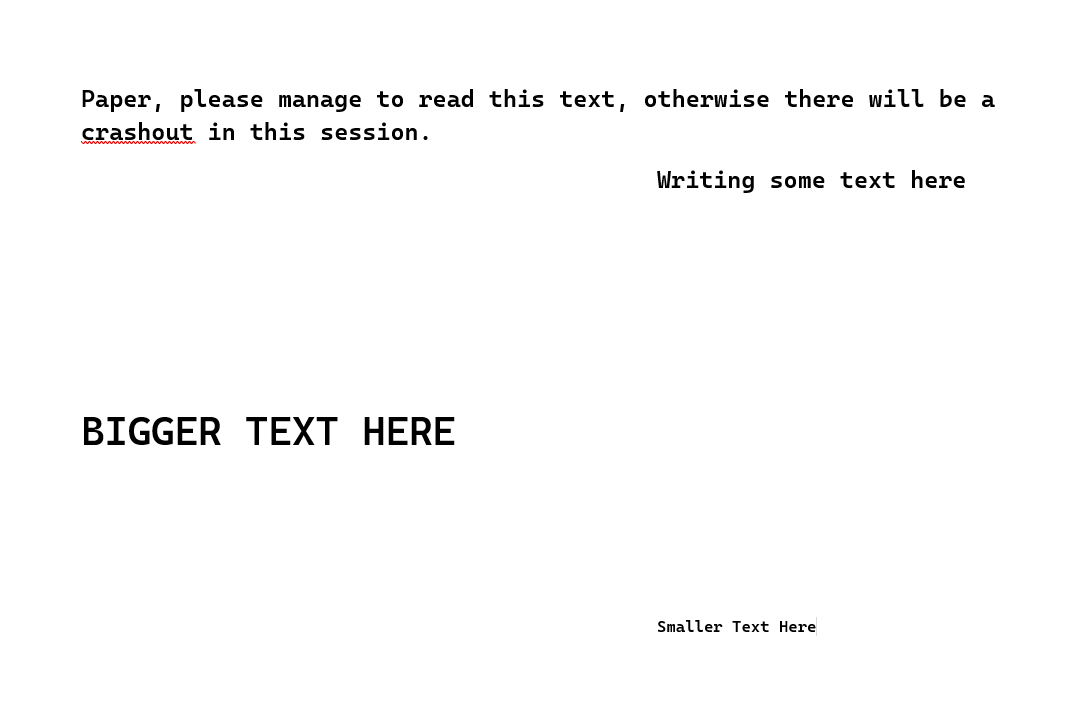 Paper, please manage to read this text, otherwise there will be a
crashout in this session.
Writing some text here
BIGGER TEXT HERE
Smaller Text Here